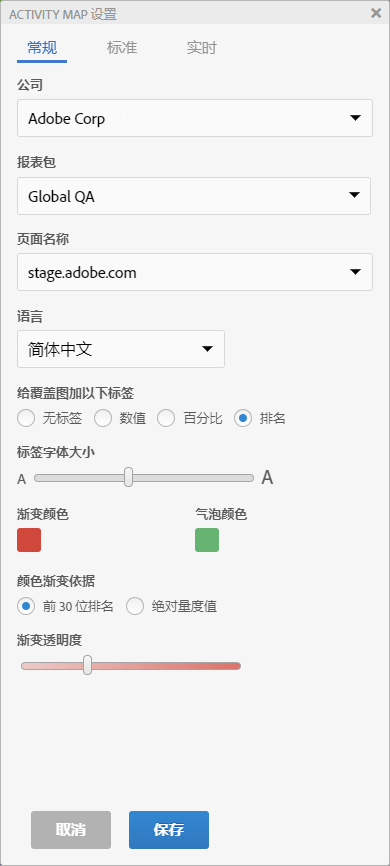 ACTIVITY MAP 设置
常规 标准 实时
公司
Adobe Corp
报表包
Global QA
页面名称
stage.adobe.com
语言
简体中文
给覆盖图加以下标签
无标签 数值 百分比 排名
标签字体大小
A A
渐变颜色 气泡颜色
颜色渐变依据
前 30 位排名 绝对量度值
渐变透明度
取消 保存